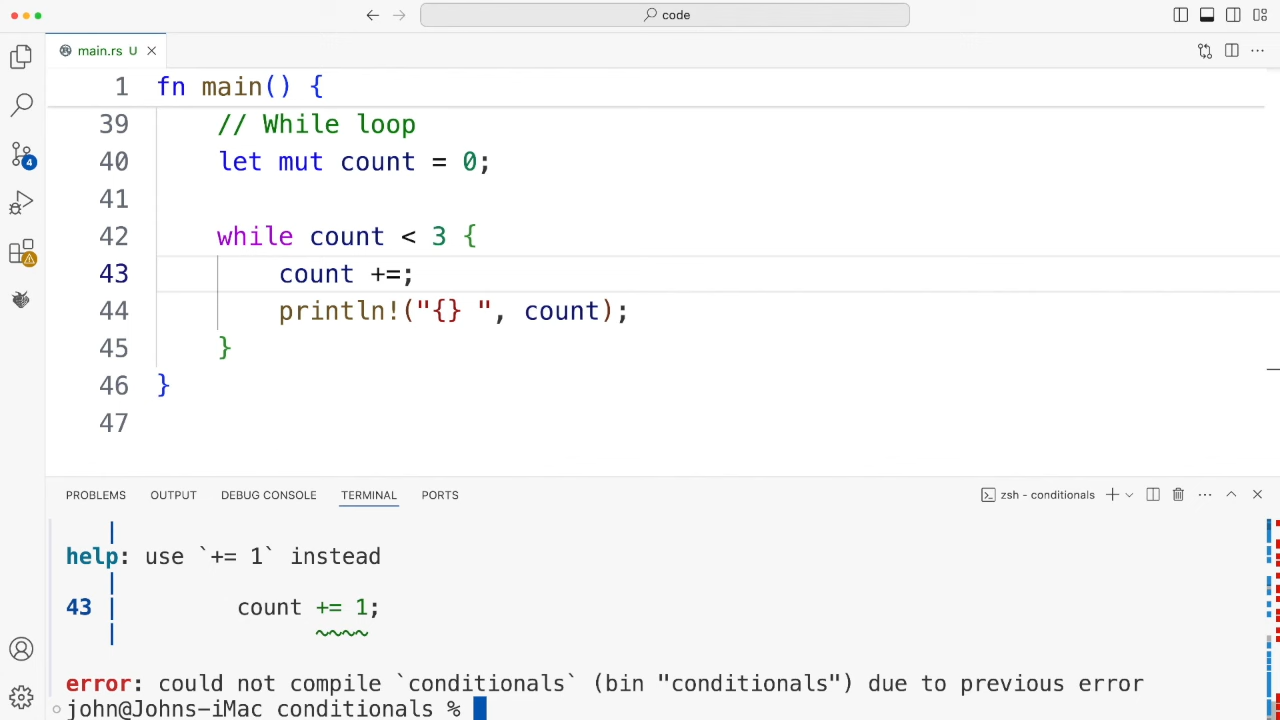 code
main.rs U
1 fn main() {
39 // While loop
40 let mut count = 0;
41
42 while count < 3 {
43 count +=;
44 println!("{} ", count);
45 }
46 }
47
4
PROBLEMS OUTPUT DEBUG CONSOLE TERMINAL PORTS zsh - conditionals
|
help: use `+= 1` instead
|
43 | count += 1;
| ~~~~
error: could not compile `conditionals` (bin "conditionals") due to previous error
john@Johns-iMac conditionals %